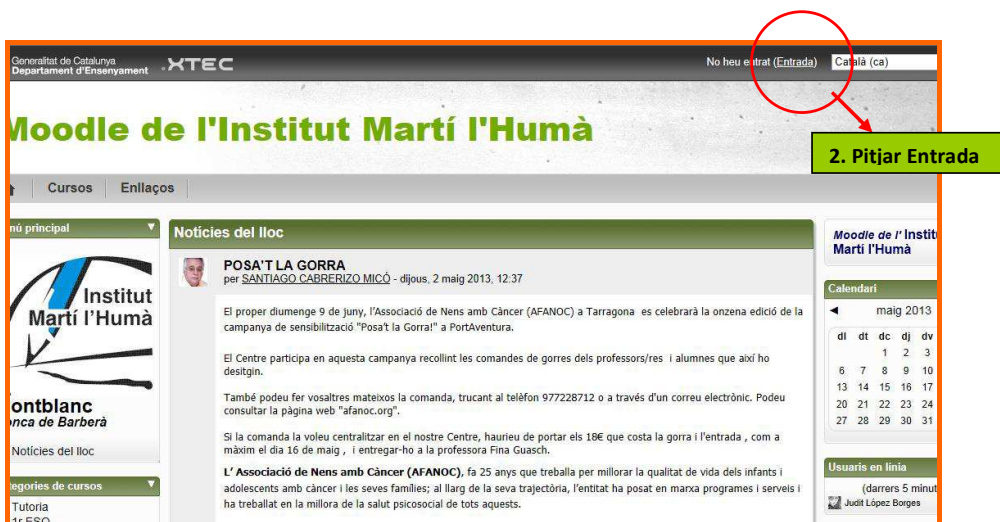 Generalitat de Catalunya
Departament d'Ensenyament
XTEC
No heu entrat (Entrada)
Català (ca)
Moodle de l'Institut Martí l'Humà
2. Pitjar Entrada
Cursos
Enllaços
nú principal
Institut
Martí l'Humà
ontblanc
onca de Barberà
Notícies del lloc
tegories de cursos
Tutoria
1r ESO
Notícies del lloc
POSA'T LA GORRA
per SANTIAGO CABRERIZO MICÓ - dijous, 2 maig 2013, 12:37
El proper diumenge 9 de juny, l'Associació de Nens amb Càncer (AFANOC) a Tarragona es celebrarà la onzena edició de la
campanya de sensibilització "Posa't la Gorra!" a PortAventura.
El Centre participa en aquesta campanya recollint les comandes de gorres dels professors/res i alumnes que així ho
desitgin.
També podeu fer vosaltres mateixos la comanda, trucant al telèfon 977228712 o a través d'un correu electrònic. Podeu
consultar la pàgina web "afanoc.org".
Si la comanda la voleu centralitzar en el nostre Centre, haurieu de portar els 18€ que costa la gorra i l'entrada , com a
màxim el dia 16 de maig , i entregar-ho a la professora Fina Guasch.
L' Associació de Nens amb Càncer (AFANOC), fa 25 anys que treballa per millorar la qualitat de vida dels infants i
adolescents amb càncer i les seves famílies; al llarg de la seva trajectòria, l'entitat ha posat en marxa programes i serveis i
ha treballat en la millora de la salut psicosocial de tots aquests.
Moodle de l' Institu
Martí l'Humà
Calendari
maig 2013
dl dt dc dj dv
1 2 3
6 7 8 9 10
13 14 15 16 17
20 21 22 23 24
27 28 29 30 31
Usuaris en línia
(darrers 5 minut
Judit López Borges